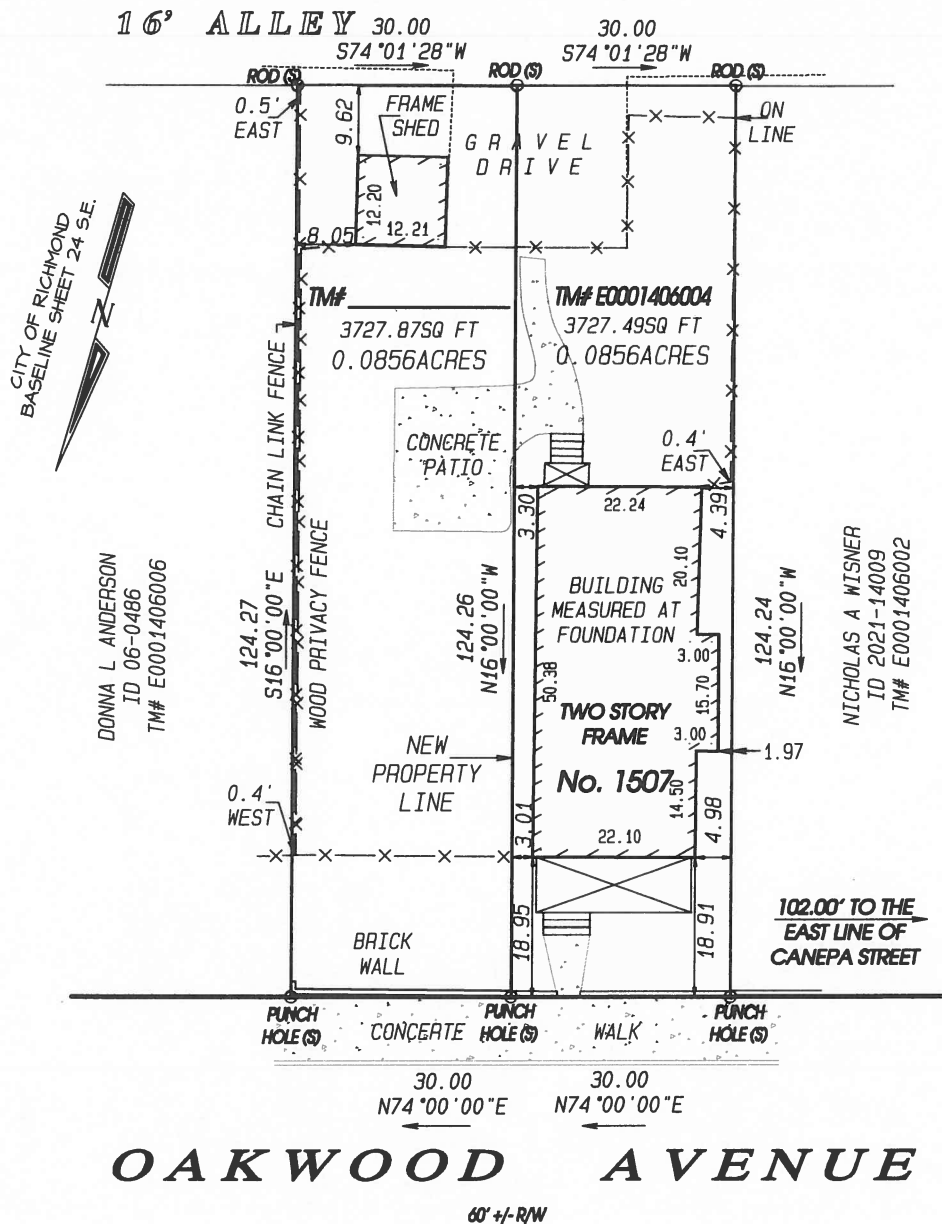 16' ALLEY
30.00
S74°01'28"W
30.00
S74°01'28"W
ROD (S)
ROD (S)
ROD (S)
0.5'
EAST
9.62
FRAME
SHED
GRAVEL
DRIVE
ON
LINE
12.20
12.21
8.05
CITY OF RICHMOND
BASELINE SHEET 24 S.E.
N
TM#
3727.87SQ FT
0.0856ACRES
TM# E0001406004
3727.49SQ FT
0.0856ACRES
CHAIN LINK FENCE
WOOD PRIVACY FENCE
CONCRETE
PATIO
0.4'
EAST
3.30
22.24
4.39
20.10
DONNA L ANDERSON
ID 06-0486
TM# E0001406006
124.27
S16°00'00"E
124.26
N16°00'00"W
BUILDING
MEASURED AT
FOUNDATION
3.00
50.38
15.70
124.24
N16°00'00"W
NICHOLAS A WISNER
ID 2021-14009
TM# E0001406002
TWO STORY
FRAME
3.00
1.97
No. 1507
14.50
NEW
PROPERTY
LINE
0.4'
WEST
3.01
22.10
4.98
18.95
18.91
102.00' TO THE
EAST LINE OF
CANEPA STREET
BRICK
WALL
PUNCH
HOLE (S)
CONCERTE
PUNCH
HOLE (S)
WALK
PUNCH
HOLE (S)
30.00
N74°00'00"E
30.00
N74°00'00"E
OAKWOOD AVENUE
60' +/- R/W